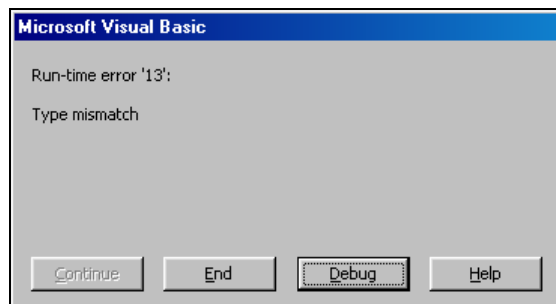 Microsoft Visual Basic
Run-time error '13':
Type mismatch
Continue End Debug Help